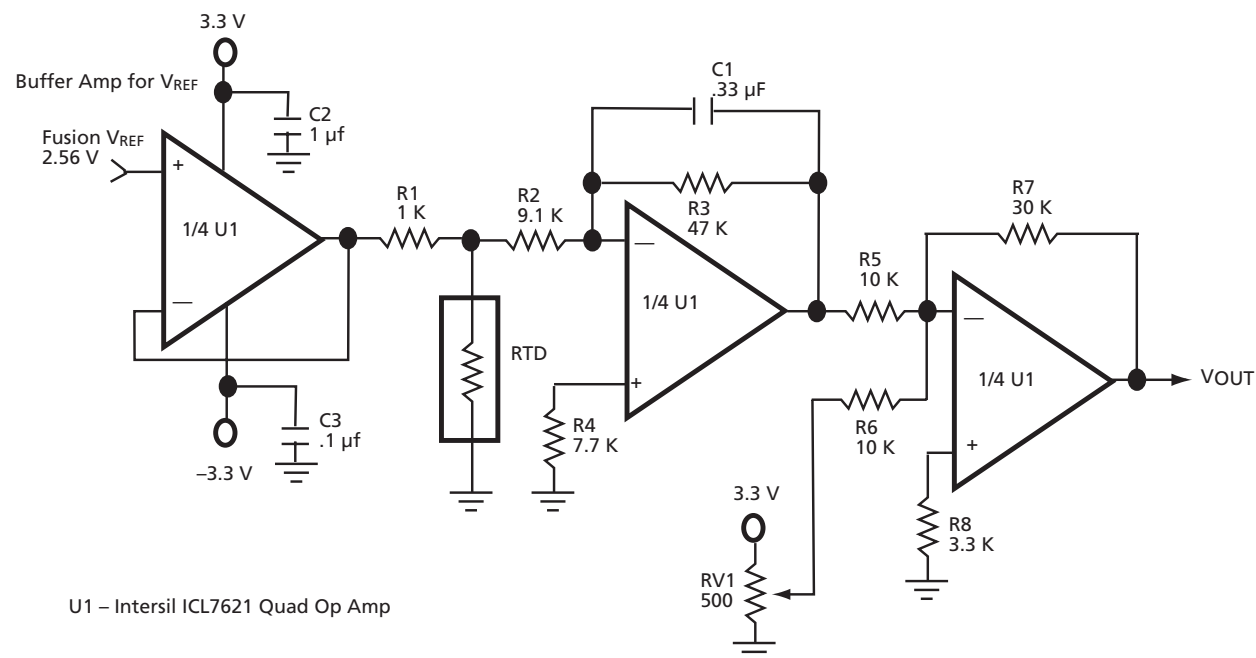 3.3 V
Buffer Amp for VREF
C2
1 µf
Fusion VREF
2.56 V
+
1/4 U1
—
C3
.1 µf
–3.3 V
R1
1 K
R2
9.1 K
RTD
C1
.33 µF
R3
47 K
—
1/4 U1
+
R4
7.7 K
R5
10 K
R6
10 K
R7
30 K
—
1/4 U1
+
VOUT
R8
3.3 K
3.3 V
RV1
500
U1 – Intersil ICL7621 Quad Op Amp